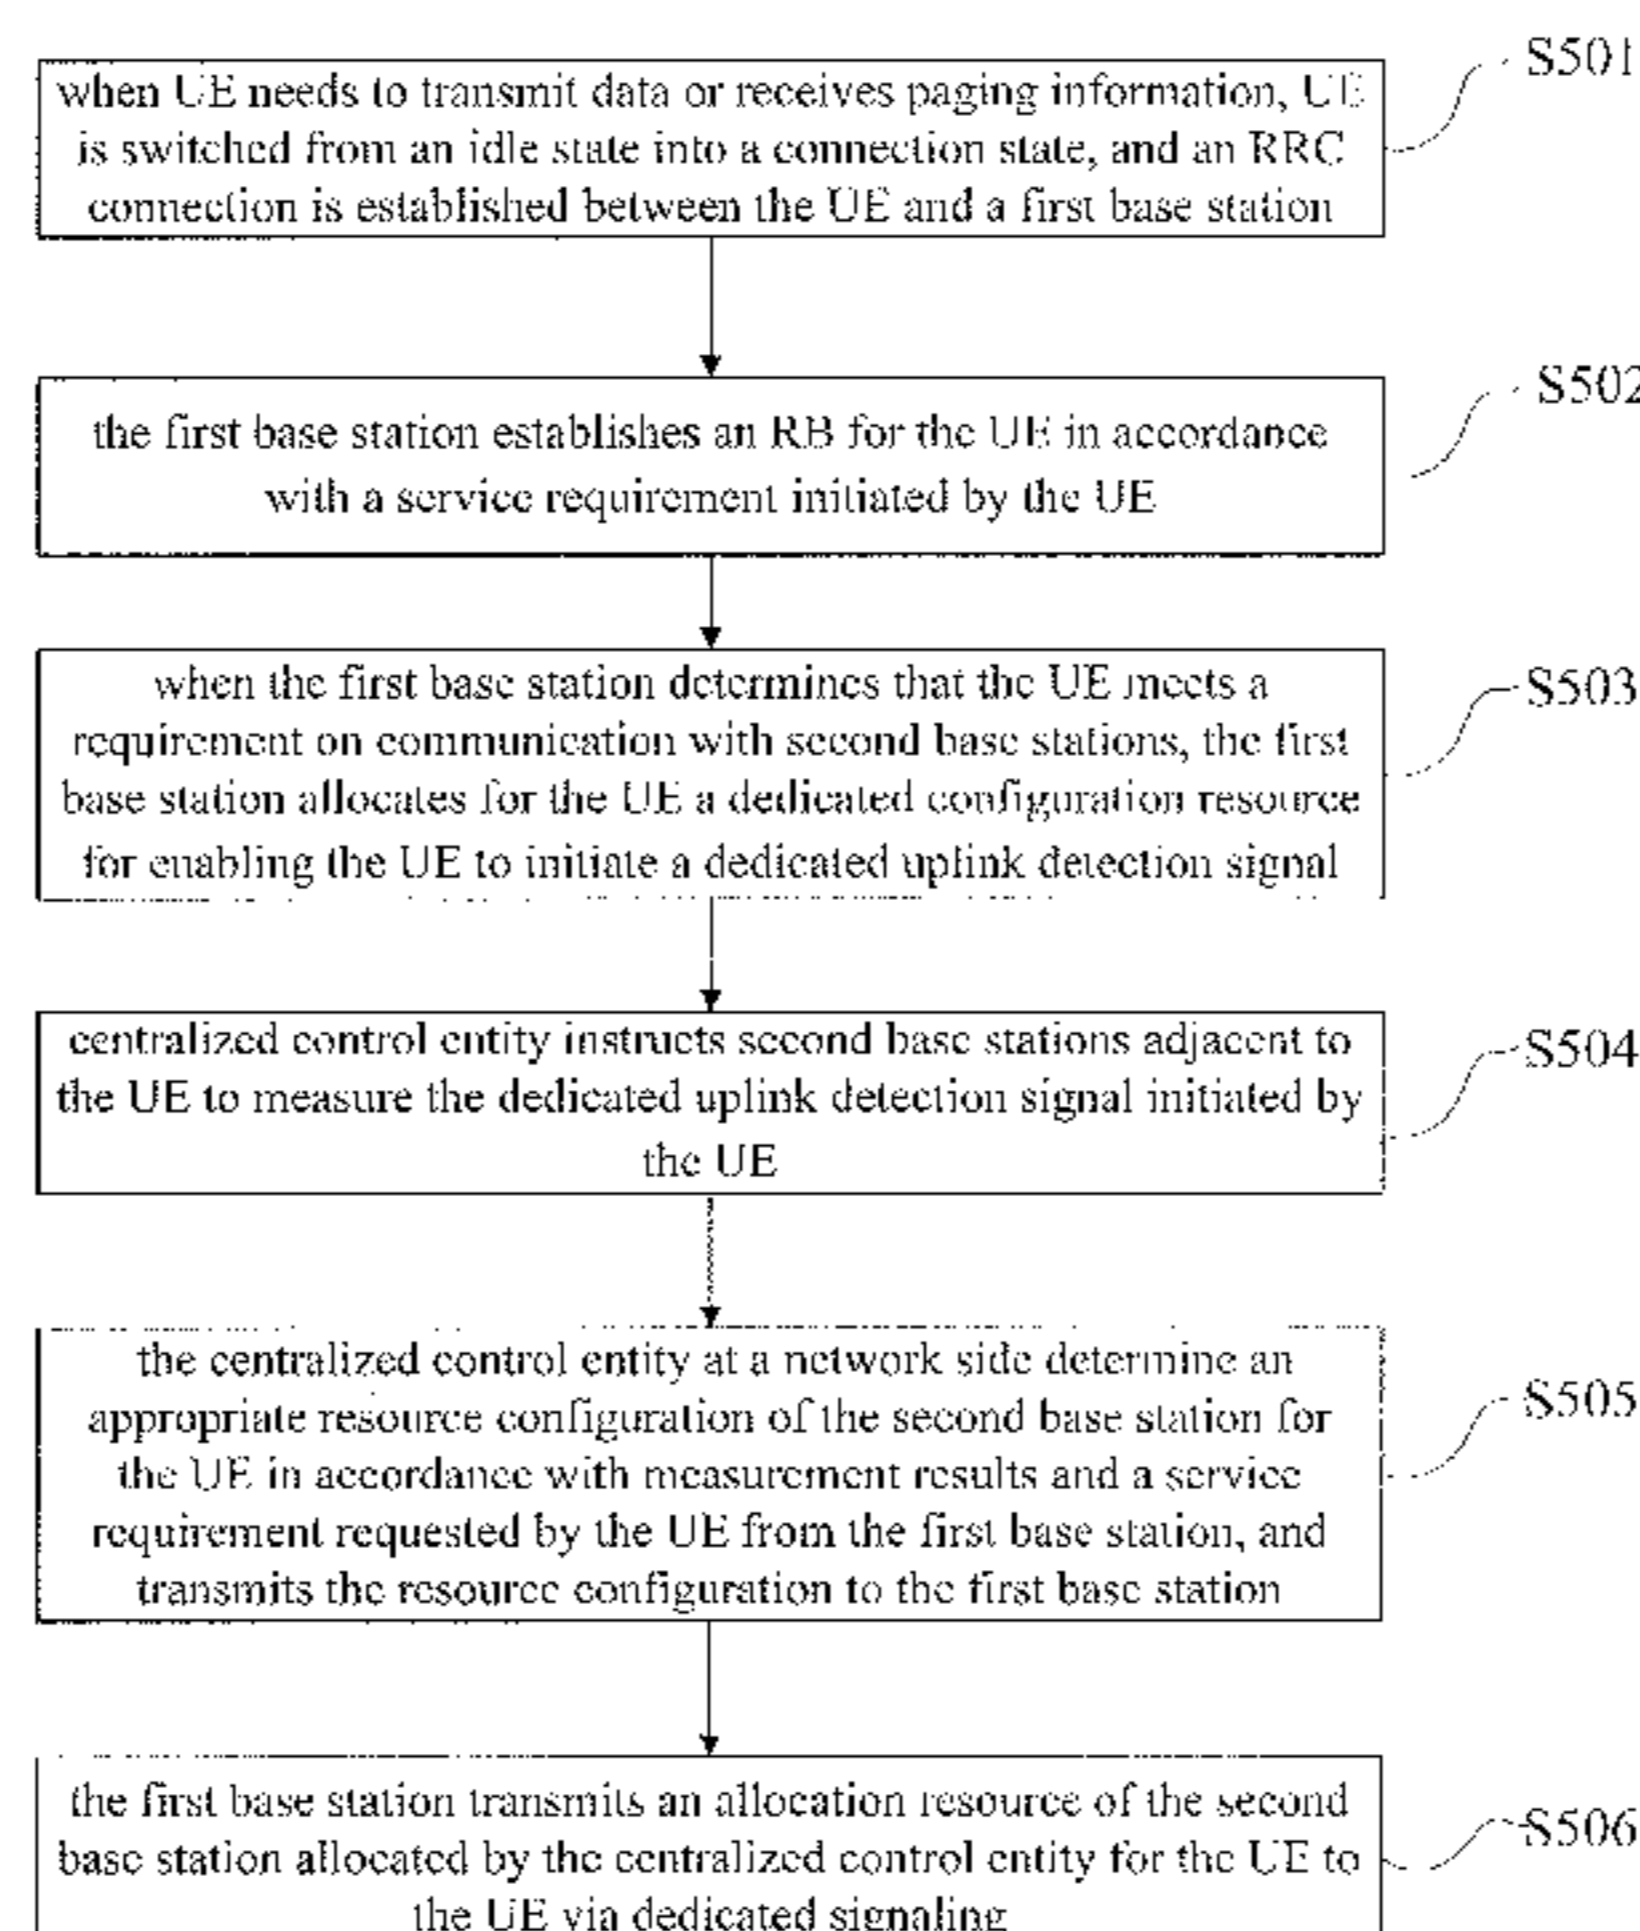 S501
when UE needs to transmit data or receives paging information, UE
is switched from an idle state into a connection state, and an RRC
connection is established between the UE and a first base station
S502
the first base station establishes an RB for the UE in accordance
with a service requirement initiated by the UE
S503
when the first base station determines that the UE meets a
requirement on communication with second base stations, the first
base station allocates for the UE a dedicated configuration resource
for enabling the UE to initiate a dedicated uplink detection signal
S504
centralized control entity instructs second base stations adjacent to
the UE to measure the dedicated uplink detection signal initiated by
the UE
S505
the centralized control entity at a network side determine an
appropriate resource configuration of the second base station for
the UE in accordance with measurement results and a service
requirement requested by the UE from the first base station, and
transmits the resource configuration to the first base station
S506
the first base station transmits an allocation resource of the second
base station allocated by the centralized control entity for the UE to
the UE via dedicated signaling